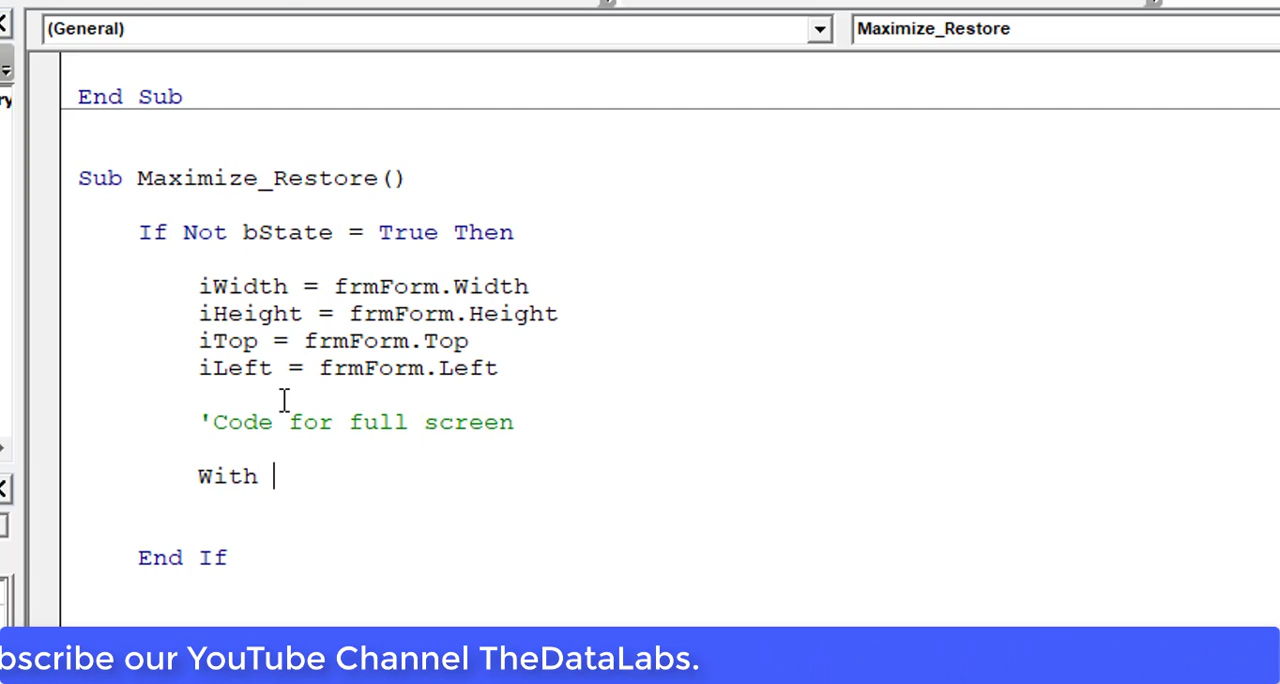 (General)
Maximize_Restore
End Sub
Sub Maximize_Restore()
If Not bState = True Then
iWidth = frmForm.Width
iHeight = frmForm.Height
iTop = frmForm.Top
iLeft = frmForm.Left
'Code for full screen
With
End If
bscribe our YouTube Channel TheDataLabs.